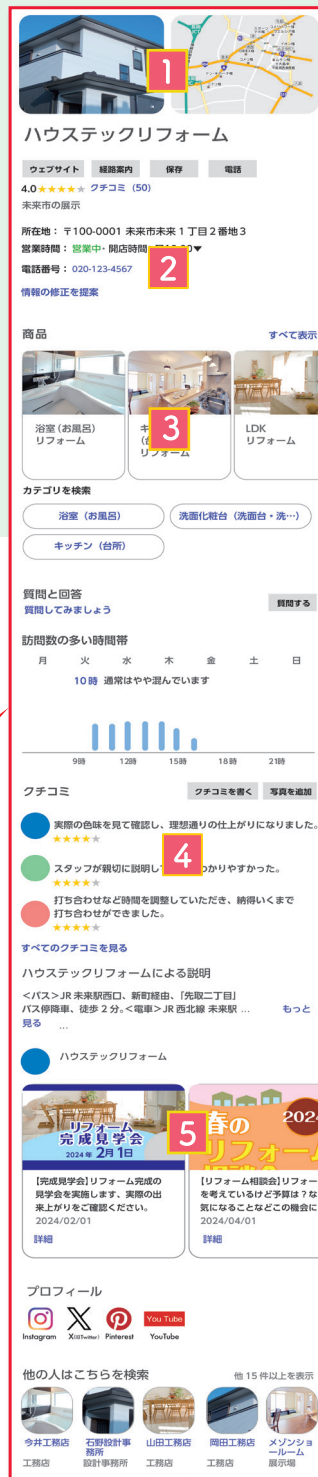 1
ハウステックリフォーム
ウェブサイト 経路案内 保存 電話
4.0★★★★★ クチコミ（50）
未来市の展示
所在地：〒100-0001 未来市未来1丁目2番地3
営業時間：営業中・開店時間
2
電話番号：020-123-4567
情報の修正を提案
商品 すべて表示
3
浴室（お風呂）
リフォーム
リフォーム
LDK
リフォーム
カテゴリを検索
浴室（お風呂） 洗面化粧台（洗面台・洗…）
キッチン（台所）
質問と回答
質問してみましょう 質問する
訪問数の多い時間帯
月 火 水 木 金 土 日
10時 通常はやや混んでいます
9時 12時 15時 18時 21時
クチコミ クチコミを書く 写真を追加
実際の色味を見て確認し、理想通りの仕上がりになりました。
★★★★★
4
スタッフが親切に説明し わかりやすかった。
★★★★★
打ち合わせなど時間を調整していただき、納得いくまで
打ち合わせができました。
★★★★★
すべてのクチコミを見る
ハウステックリフォームによる説明
＜バス＞JR未来駅西口、新町経由、「先取二丁目」
バス停降車、徒歩2分。＜電車＞JR西北線 未来駅 … もっと
見る …
ハウステックリフォーム
5
リフォーム
完成見学会
2024年 2月1日
春の 2024
リフォーム
【完成見学会】リフォーム完成の
見学会を実施します、実際の出
来上がりをご確認ください。
2024/02/01
詳細
【リフォーム相談会】リフォー
を考えているけど予算は？な
気になることなどこの機会に
2024/04/01
詳細
プロフィール
You Tube
Instagram X(旧Twitter) Pinterest YouTube
他の人はこちらを検索 他15件以上を表示
今井工務店 石野設計事務所 山田工務店 岡田工務店 メゾンショールーム
工務店 設計事務所 工務店 工務店 展示場